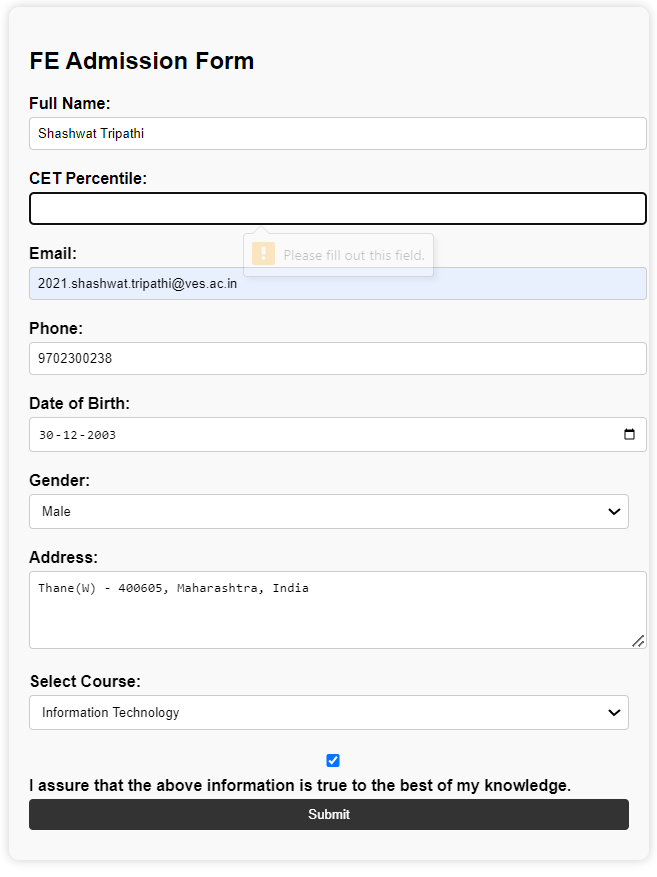 FE Admission Form
Full Name:
Shashwat Tripathi
CET Percentile:
Please fill out this field.
Email:
2021.shashwat.tripathi@ves.ac.in
Phone:
9702300238
Date of Birth:
30-12-2003
Gender:
Male
Address:
Thane(W) - 400605, Maharashtra, India
Select Course:
Information Technology
I assure that the above information is true to the best of my knowledge.
Submit